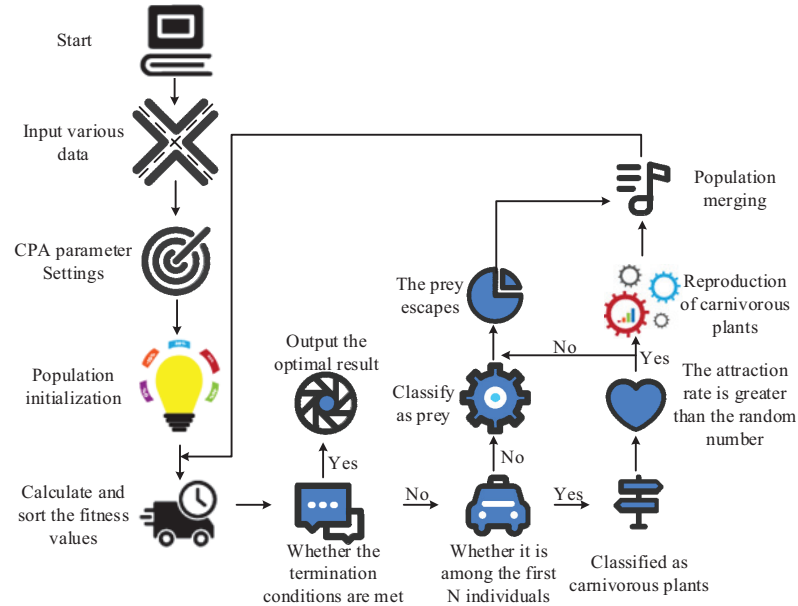 Start
Input various
data
CPA parameter
Settings
Population
initialization
Calculate and
sort the fitness
values
Output the
optimal result
Yes
Whether the
termination
conditions are met
No
The prey
escapes
Classify
as prey
No
Whether it is
among the first
N individuals
Yes
Population
merging
Reproduction
of carnivorous
plants
No
Yes
The attraction
rate is greater
than the random
number
Classified as
carnivorous plants